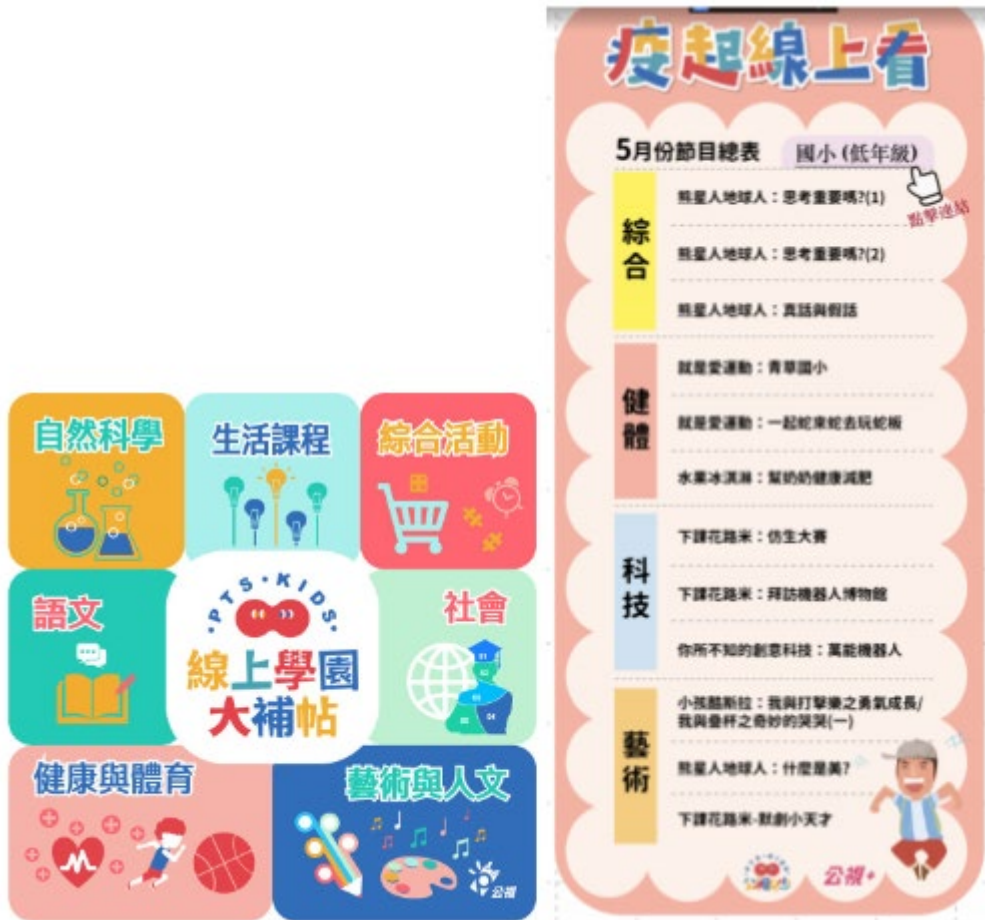 自然科學
生活課程
綜合活動
語文
PTS·KIDS
線上學園
大補帖
社會
健康與體育
藝術與人文
公視
疫起線上看
5月份節目總表
國小(低年級)
點擊連結
綜合
熊星人地球人：思考重要嗎?(1)
熊星人地球人：思考重要嗎?(2)
熊星人地球人：真話與假話
健體
就是愛運動：青草國小
就是愛運動：一起蛇來蛇去玩蛇板
水果冰淇淋：幫奶奶健康減肥
科技
下課花路米：仿生大賽
下課花路米：拜訪機器人博物館
你所不知的創意科技：萬能機器人
藝術
小孩酷斯拉：我與打擊樂之勇氣成長/
我與疊杯之奇妙的哭哭(一)
熊星人地球人：什麼是美?
下課花路米-默劇小天才
公視+